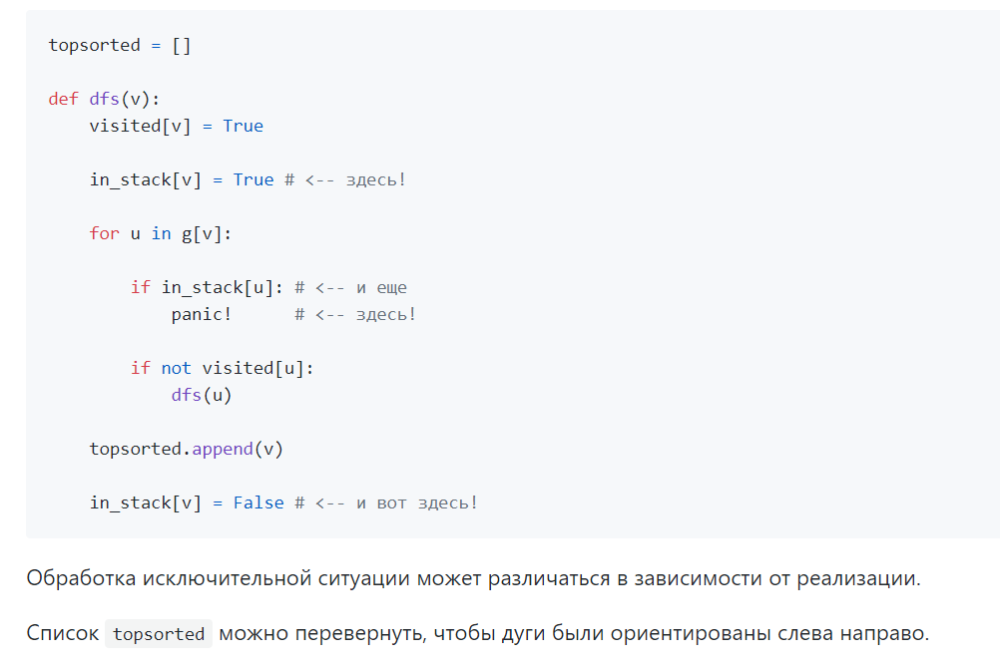 topsorted = []
def dfs(v):
    visited[v] = True
    in_stack[v] = True # <-- здесь!
    for u in g[v]:
        if in_stack[u]: # <-- и еще
            panic!      # <-- здесь!
        if not visited[u]:
            dfs(u)
    topsorted.append(v)
    in_stack[v] = False # <-- и вот здесь!
Обработка исключительной ситуации может различаться в зависимости от реализации.
Список topsorted можно перевернуть, чтобы дуги были ориентированы слева направо.